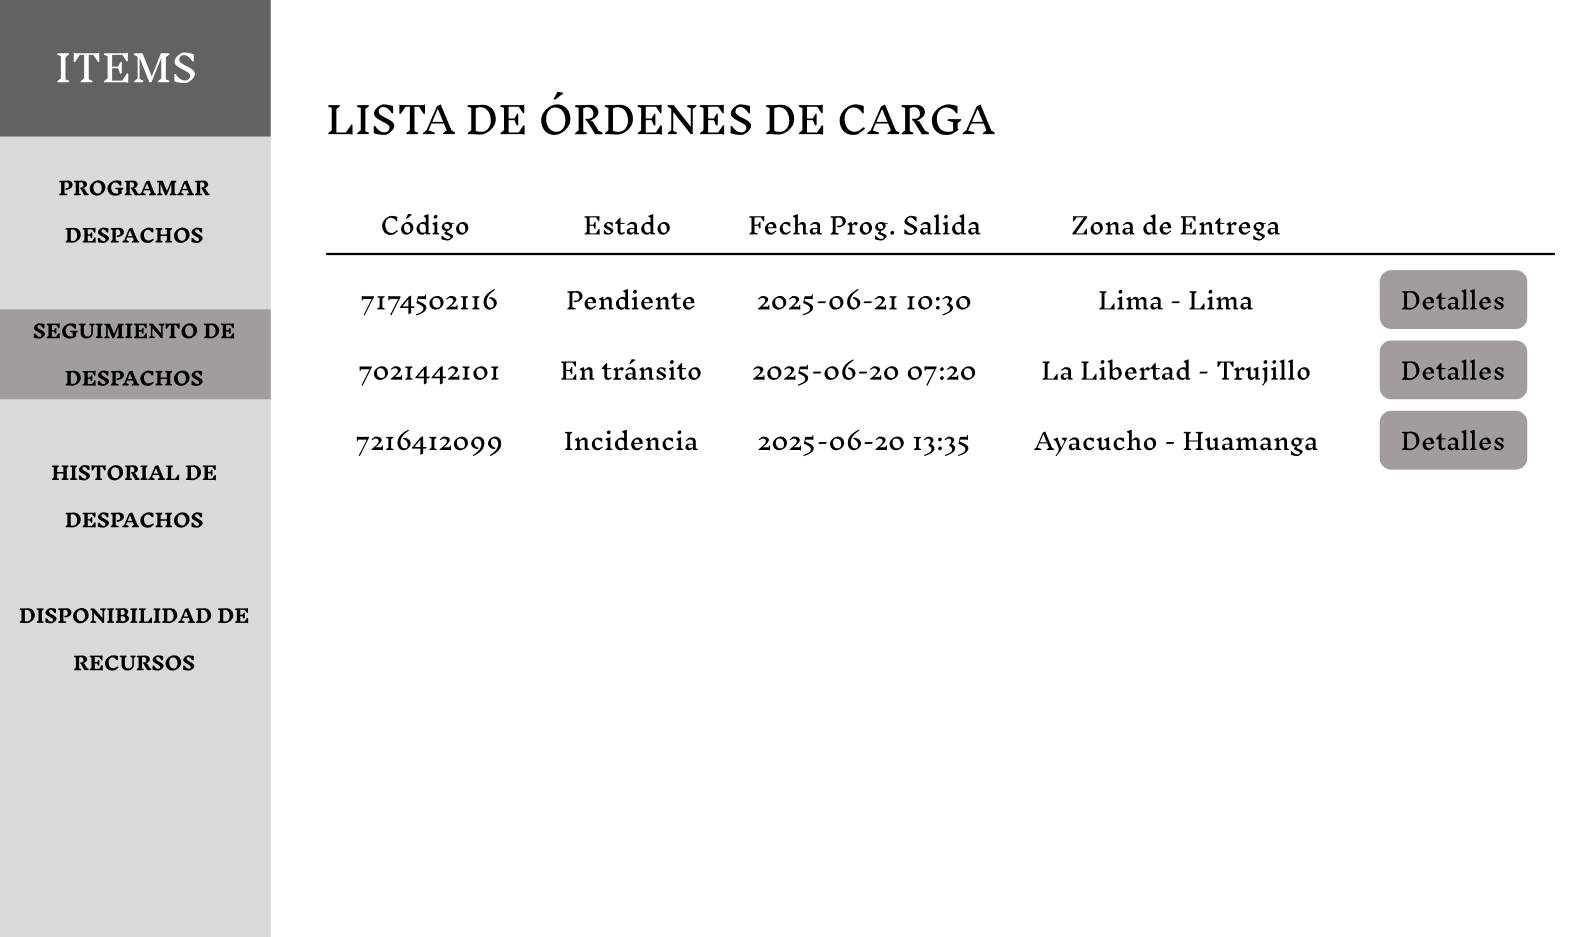 ITEMS
PROGRAMAR
DESPACHOS
SEGUIMIENTO DE
DESPACHOS
HISTORIAL DE
DESPACHOS
DISPONIBILIDAD DE
RECURSOS
LISTA DE ÓRDENES DE CARGA
Código Estado Fecha Prog. Salida Zona de Entrega
7174502116 Pendiente 2025-06-21 10:30 Lima - Lima Detalles
7021442101 En tránsito 2025-06-20 07:20 La Libertad - Trujillo Detalles
7216412099 Incidencia 2025-06-20 13:35 Ayacucho - Huamanga Detalles